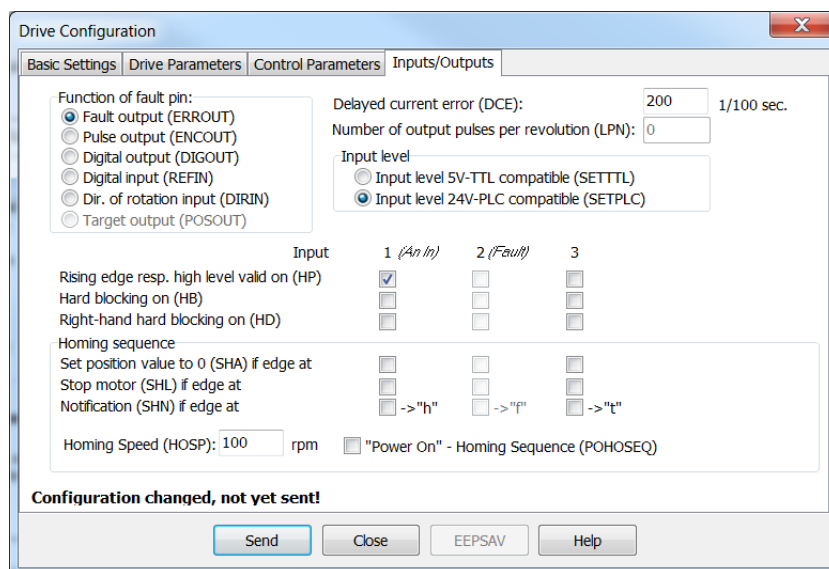 Drive Configuration
Basic Settings Drive Parameters Control Parameters Inputs/Outputs
Function of fault pin:
Fault output (ERROUT)
Pulse output (ENCOUT)
Digital output (DIGOUT)
Digital input (REFIN)
Dir. of rotation input (DIRIN)
Target output (POSOUT)
Delayed current error (DCE): 200 1/100 sec.
Number of output pulses per revolution (LPN): 0
Input level
Input level 5V-TTL compatible (SETTTL)
Input level 24V-PLC compatible (SETPLC)
Input 1 (An In) 2 (Fault) 3
Rising edge resp. high level valid on (HP)
Hard blocking on (HB)
Right-hand hard blocking on (HD)
Homing sequence
Set position value to 0 (SHA) if edge at
Stop motor (SHL) if edge at
Notification (SHN) if edge at ->"h" ->"f" ->"t"
Homing Speed (HOSP): 100 rpm "Power On" - Homing Sequence (POHOSEQ)
Configuration changed, not yet sent!
Send Close EEPSAV Help